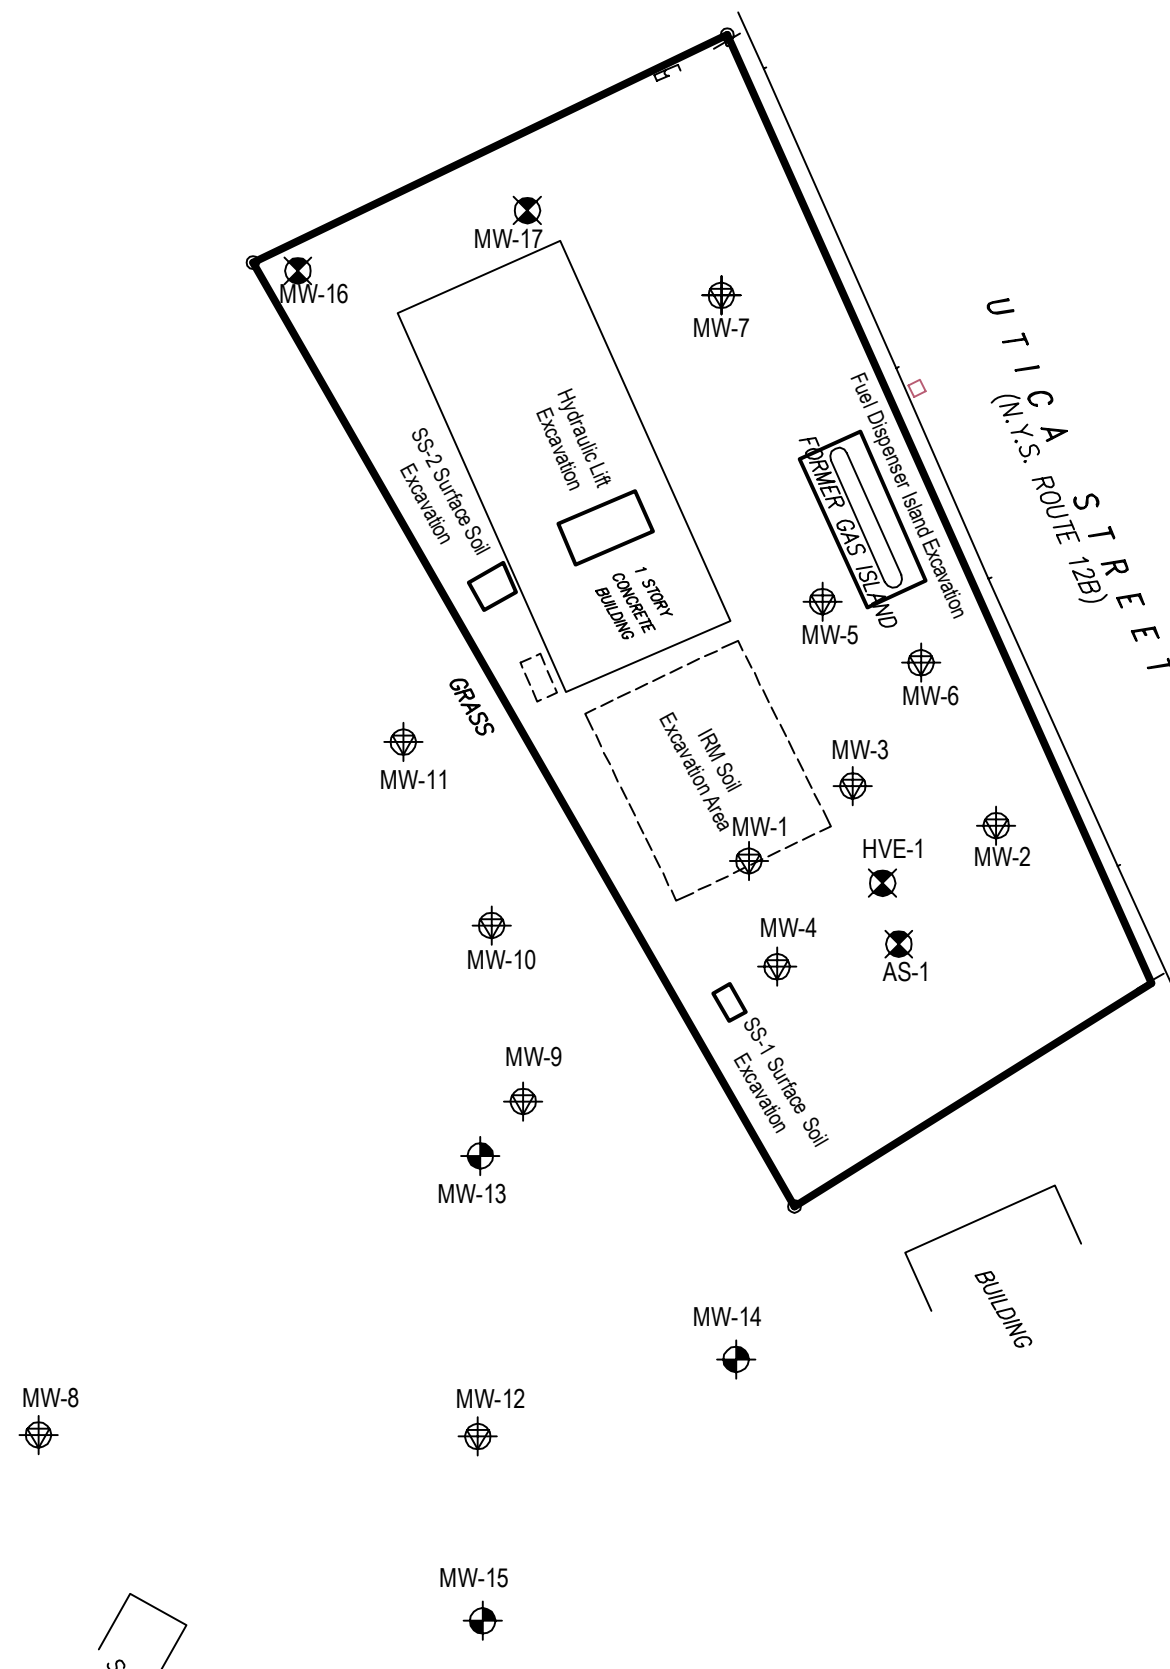 MW-17
MW-16
MW-7
UTICA STREET
(N.Y.S. ROUTE 12B)
Fuel Dispenser Island Excavation
FORMER GAS ISLAND
Hydraulic Lift
Excavation
SS-2 Surface Soil
Excavation
1 STORY
CONCRETE
BUILDING
MW-5
MW-6
GRASS
MW-11
IRM Soil
Excavation Area
MW-3
MW-1
HVE-1
MW-2
MW-10
MW-4
AS-1
SS-1 Surface Soil
Excavation
MW-9
MW-13
BUILDING
MW-14
MW-8
MW-12
MW-15